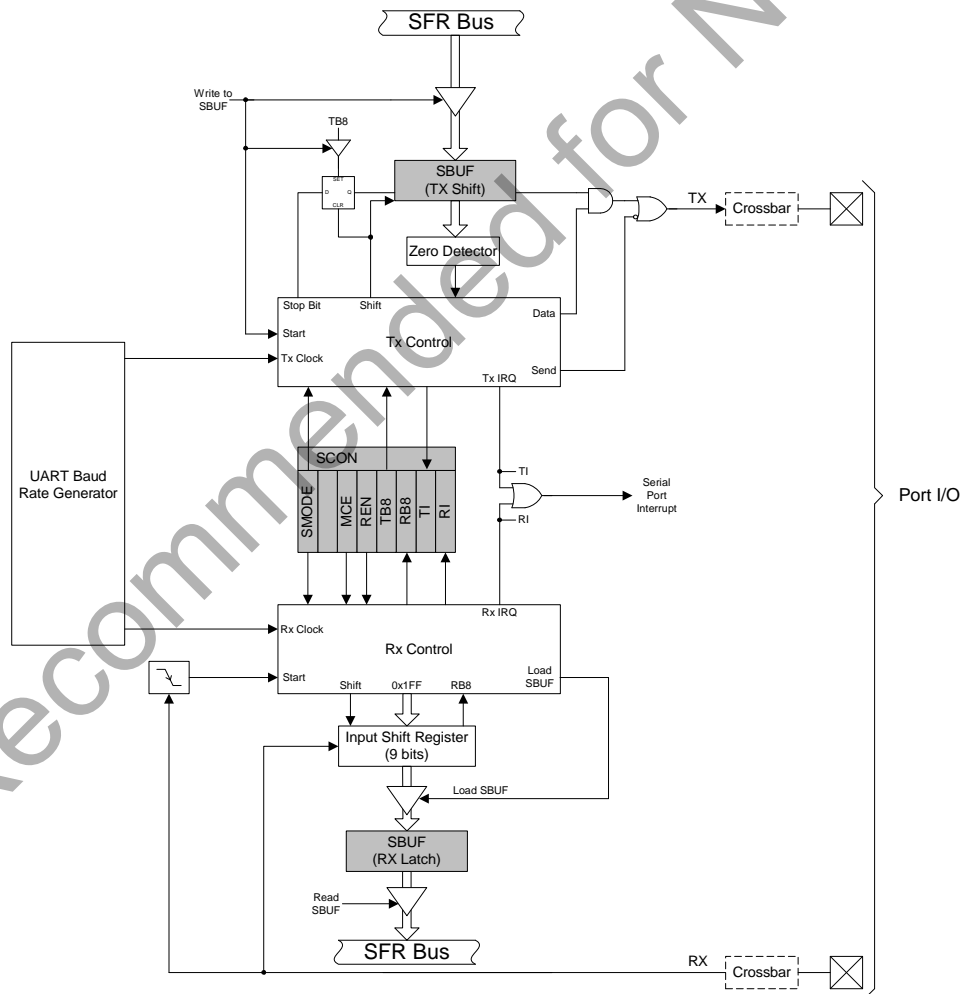 SFR Bus
Write to
SBUF
TB8
SET
D
Q
CLR
SBUF
(TX Shift)
TX
Crossbar
Zero Detector
Stop Bit
Shift
Data
Start
Tx Control
Tx Clock
Send
Tx IRQ
UART Baud
Rate Generator
SCON
SMODE
MCE
REN
TB8
RB8
TI
RI
TI
RI
Serial
Port
Interrupt
Port I/O
Rx IRQ
Rx Clock
Rx Control
Start
Load
SBUF
Shift
0x1FF
RB8
Input Shift Register
(9 bits)
Load SBUF
SBUF
(RX Latch)
Read
SBUF
SFR Bus
RX
Crossbar
ecommended for N